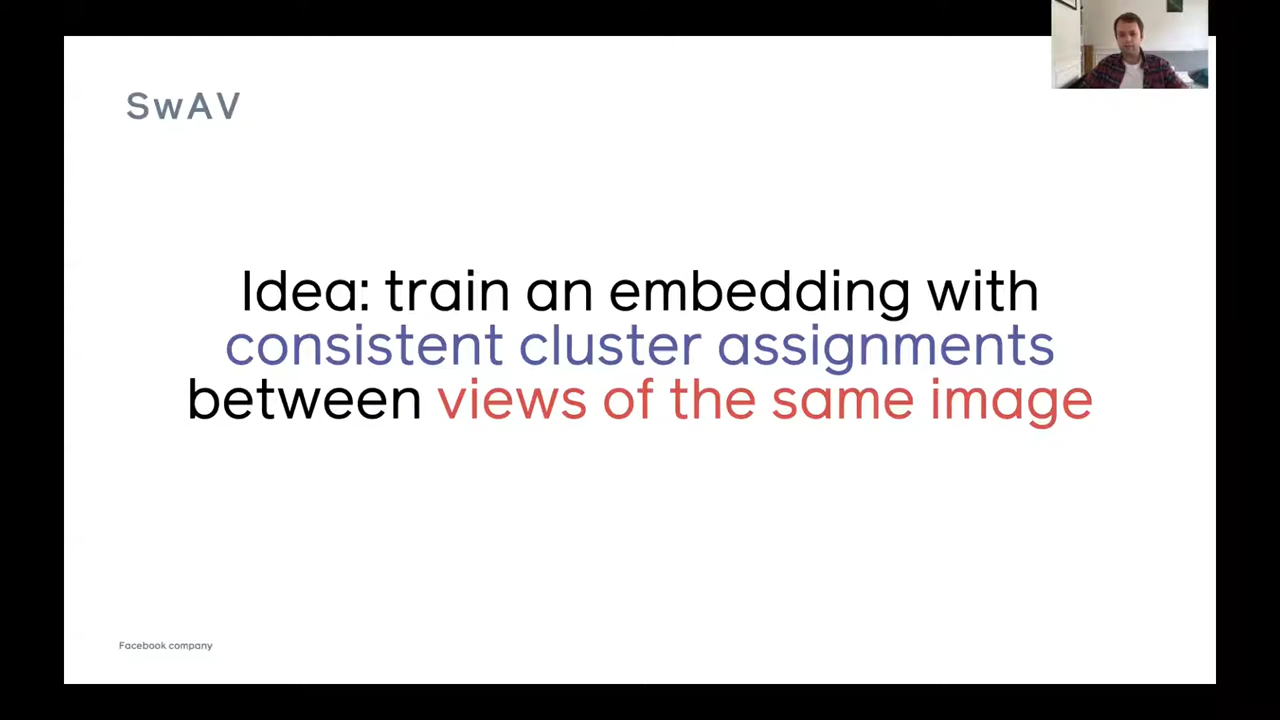 SwAV
Idea: train an embedding with
consistent cluster assignments
between views of the same image
Facebook company